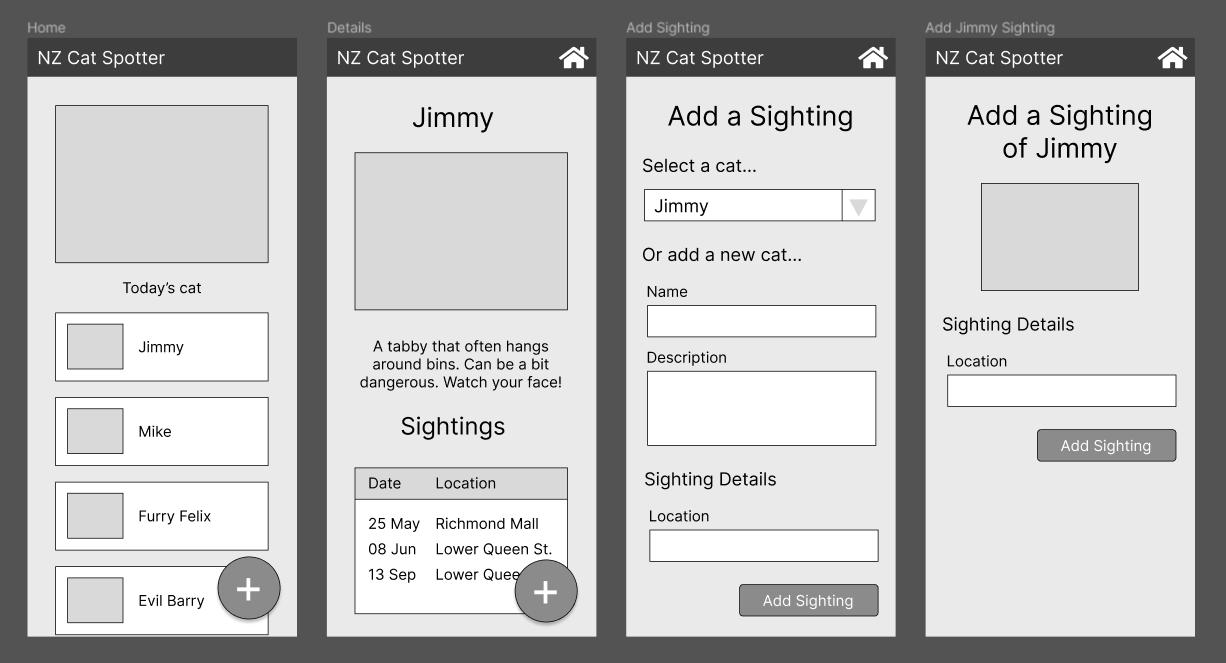 Home
NZ Cat Spotter
Today's cat
Jimmy
Mike
Furry Felix
Evil Barry
+
Details
NZ Cat Spotter
Jimmy
A tabby that often hangs
around bins. Can be a bit
dangerous. Watch your face!
Sightings
Date Location
25 May Richmond Mall
08 Jun Lower Queen St.
13 Sep Lower Quee
+
Add Sighting
NZ Cat Spotter
Add a Sighting
Select a cat...
Jimmy
Or add a new cat...
Name
Description
Sighting Details
Location
Add Sighting
Add Jimmy Sighting
NZ Cat Spotter
Add a Sighting
of Jimmy
Sighting Details
Location
Add Sighting